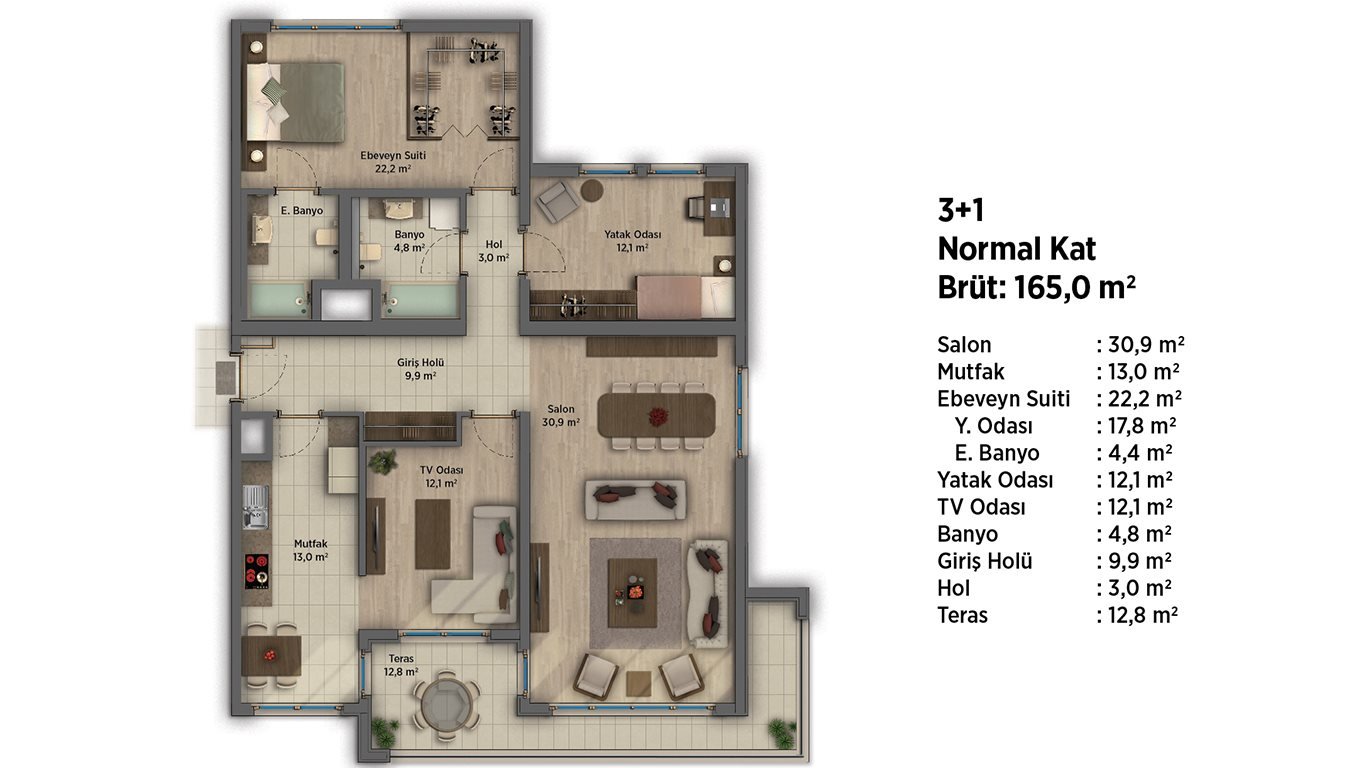 Ebeveyn Suiti
22,2 m²
E. Banyo
Banyo
4,8 m²
Hol
3,0 m²
Yatak Odası
12,1 m²
Giriş Holü
9,9 m²
Salon
30,9 m²
TV Odası
12,1 m²
Mutfak
13,0 m²
Teras
12,8 m²
3+1
Normal Kat
Brüt: 165,0 m²
Salon : 30,9 m²
Mutfak : 13,0 m²
Ebeveyn Suiti : 22,2 m²
Y. Odası : 17,8 m²
E. Banyo : 4,4 m²
Yatak Odası : 12,1 m²
TV Odası : 12,1 m²
Banyo : 4,8 m²
Giriş Holü : 9,9 m²
Hol : 3,0 m²
Teras : 12,8 m²